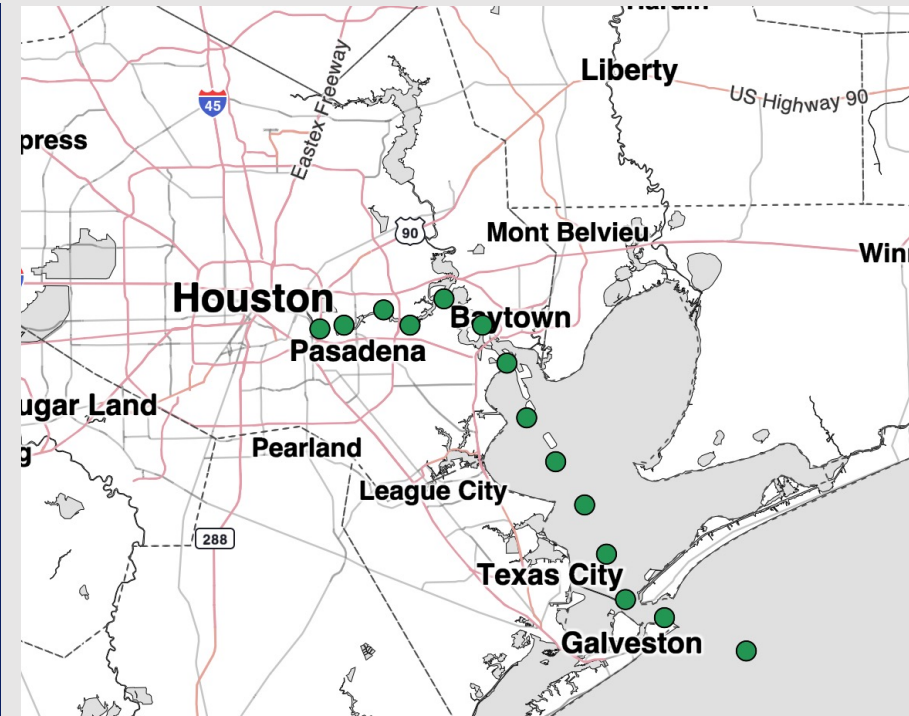 Liberty
45
Eastex Freeway
US Highway 90
press
90
Mont Belvieu
Winn
Houston
Baytown
Pasadena
ugar Land
g
Pearland
League City
288
Texas City
Galveston